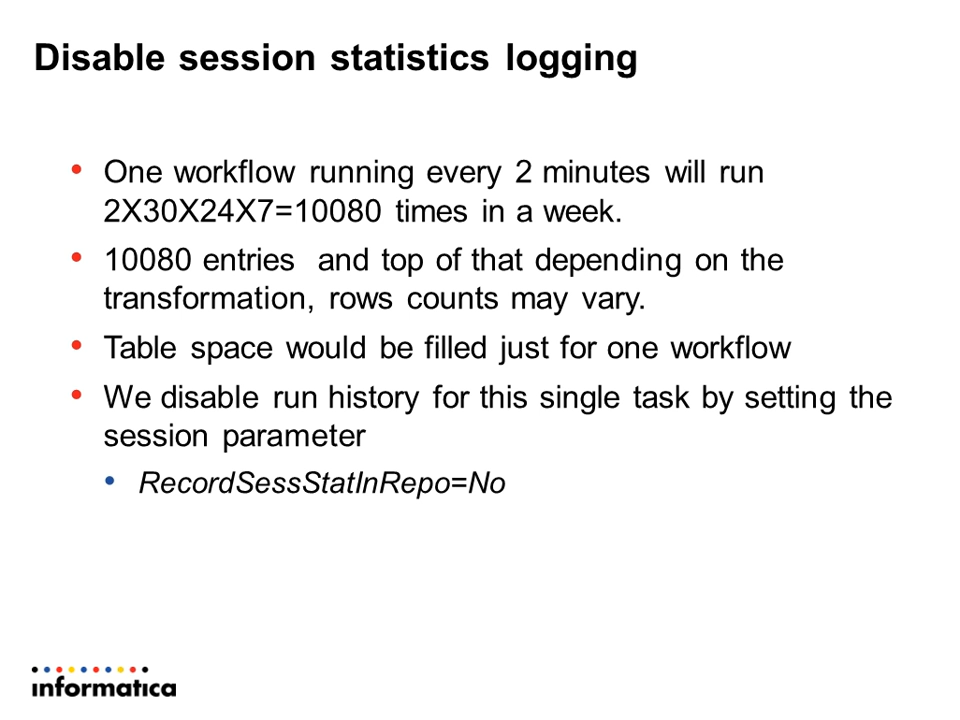 Disable session statistics logging
• One workflow running every 2 minutes will run
2X30X24X7=10080 times in a week.
• 10080 entries  and top of that depending on the
transformation, rows counts may vary.
• Table space would be filled just for one workflow
• We disable run history for this single task by setting the
session parameter
• RecordSessStatInRepo=No
informatica